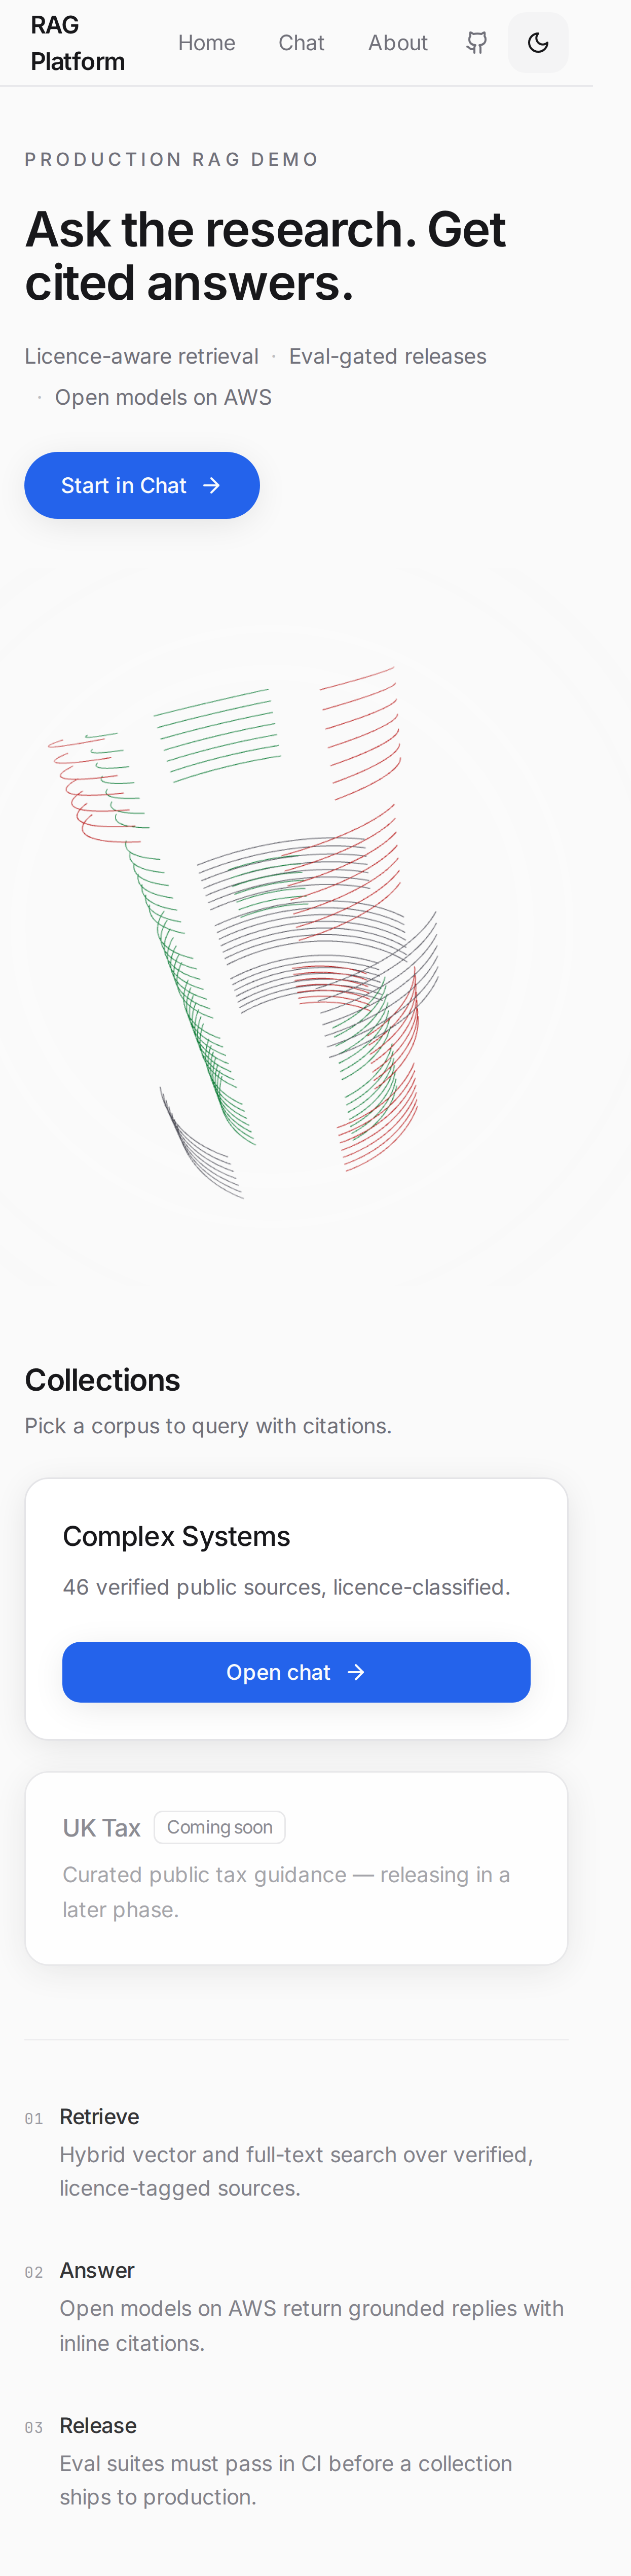 RAG
Platform
Home
Chat
About
PRODUCTION RAG DEMO
Ask the research. Get
cited answers.
Licence-aware retrieval · Eval-gated releases
· Open models on AWS
Start in Chat →
Collections
Pick a corpus to query with citations.
Complex Systems
46 verified public sources, licence-classified.
Open chat →
UK Tax Coming soon
Curated public tax guidance — releasing in a
later phase.
01 Retrieve
Hybrid vector and full-text search over verified,
licence-tagged sources.
02 Answer
Open models on AWS return grounded replies with
inline citations.
03 Release
Eval suites must pass in CI before a collection
ships to production.